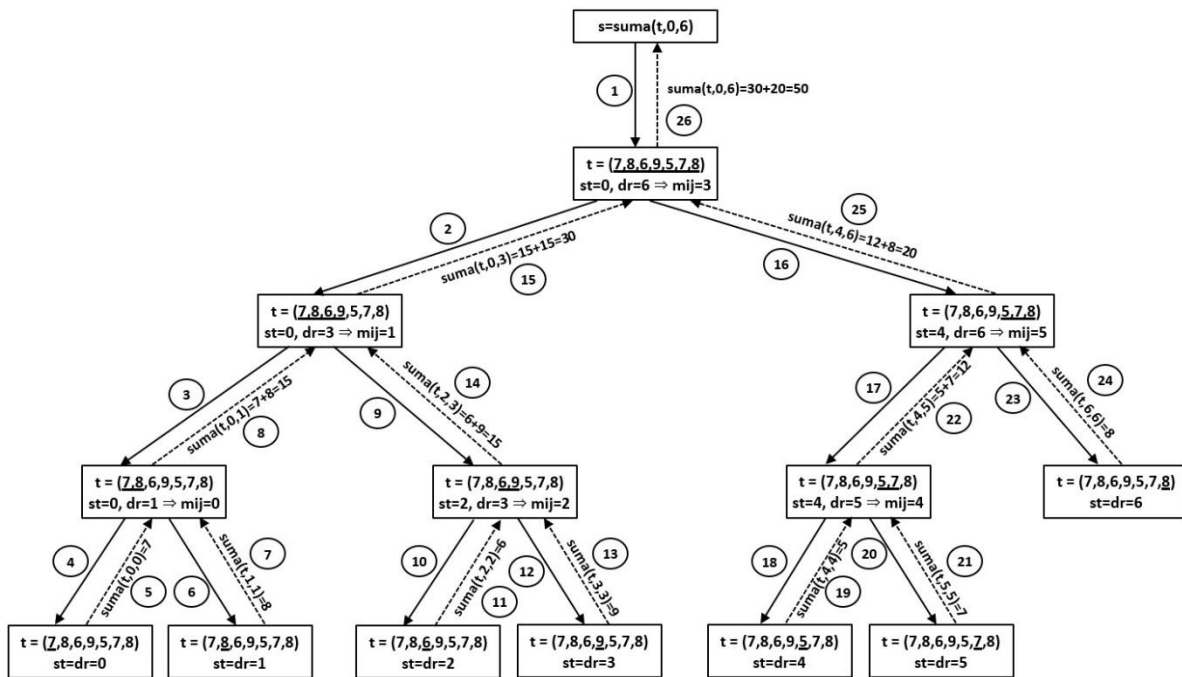 s=suma(t,0,6)
1
suma(t,0,6)=30+20=50
26
t = (7,8,6,9,5,7,8)
st=0, dr=6 ⇒ mij=3
2
suma(t,0,3)=15+15=30
15
25
suma(t,4,6)=12+8=20
16
t = (7,8,6,9,5,7,8)
st=0, dr=3 ⇒ mij=1
t = (7,8,6,9,5,7,8)
st=4, dr=6 ⇒ mij=5
3
suma(t,0,1)=7+8=15
8
9
14
suma(t,2,3)=6+9=15
17
suma(t,4,5)=5+7=12
22
23
24
suma(t,6,6)=8
t = (7,8,6,9,5,7,8)
st=0, dr=1 ⇒ mij=0
t = (7,8,6,9,5,7,8)
st=2, dr=3 ⇒ mij=2
t = (7,8,6,9,5,7,8)
st=4, dr=5 ⇒ mij=4
t = (7,8,6,9,5,7,8)
st=dr=6
4
suma(t,0,0)=7
5
6
7
suma(t,1,1)=8
10
suma(t,2,2)=6
11
12
13
suma(t,3,3)=9
18
suma(t,4,4)=5
19
20
21
suma(t,5,5)=7
t = (7,8,6,9,5,7,8)
st=dr=0
t = (7,8,6,9,5,7,8)
st=dr=1
t = (7,8,6,9,5,7,8)
st=dr=2
t = (7,8,6,9,5,7,8)
st=dr=3
t = (7,8,6,9,5,7,8)
st=dr=4
t = (7,8,6,9,5,7,8)
st=dr=5